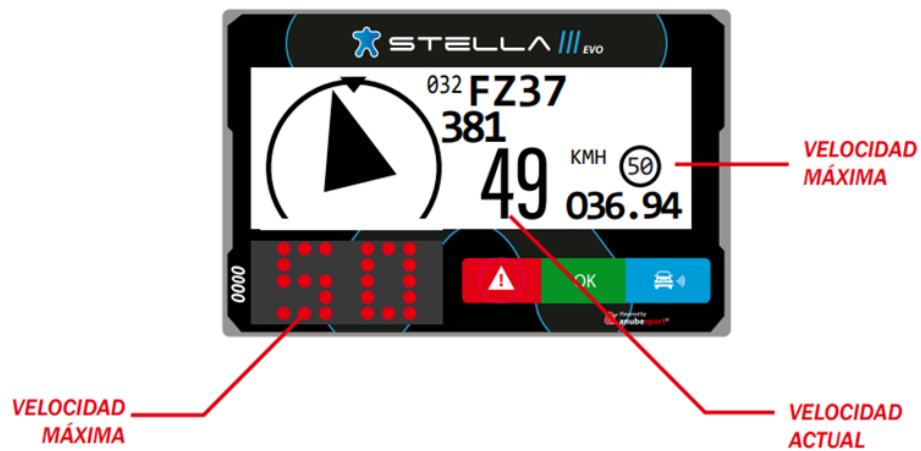 STELLA III EVO
032 FZ37
381
49 KMH 50
036.94
VELOCIDAD
MÁXIMA
0000
50
! OK
Powered by
anubesport®
VELOCIDAD
MÁXIMA
VELOCIDAD
ACTUAL